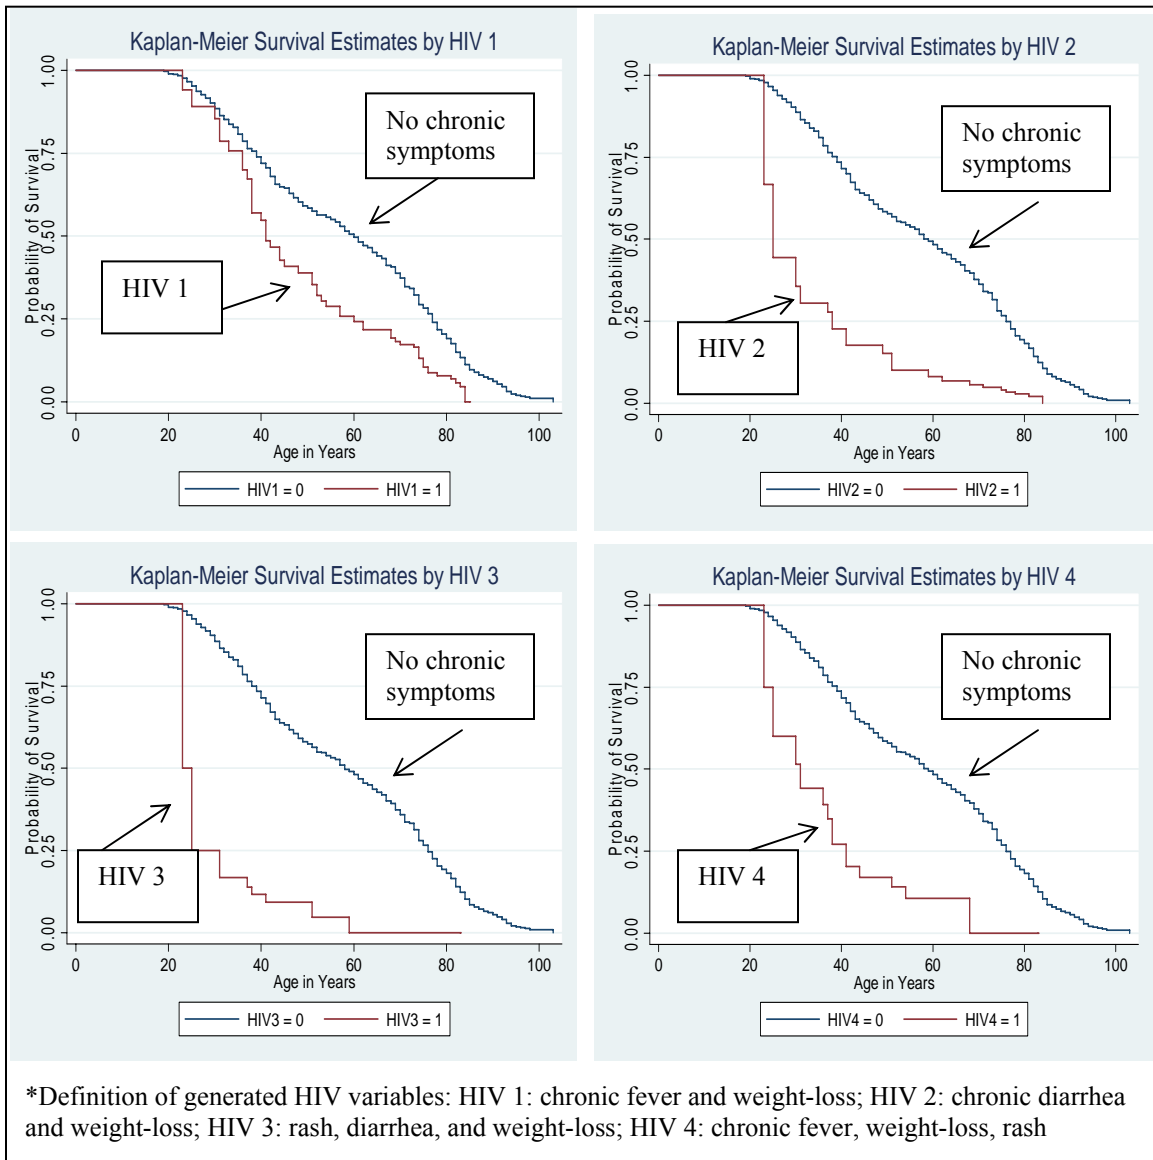 Kaplan-Meier Survival Estimates by HIV 1
Probability of Survival
1.00
0.75
0.50
0.25
0.00
No chronic
symptoms
HIV 1
0 20 40 60 80 100
Age in Years
HIV1 = 0 HIV1 = 1
Kaplan-Meier Survival Estimates by HIV 2
Probability of Survival
1.00
0.75
0.50
0.25
0.00
No chronic
symptoms
HIV 2
0 20 40 60 80 100
Age in Years
HIV2 = 0 HIV2 = 1
Kaplan-Meier Survival Estimates by HIV 3
Probability of Survival
1.00
0.75
0.50
0.25
0.00
No chronic
symptoms
HIV 3
0 20 40 60 80 100
Age in Years
HIV3 = 0 HIV3 = 1
Kaplan-Meier Survival Estimates by HIV 4
Probability of Survival
1.00
0.75
0.50
0.25
0.00
No chronic
symptoms
HIV 4
0 20 40 60 80 100
Age in Years
HIV4 = 0 HIV4 = 1
*Definition of generated HIV variables: HIV 1: chronic fever and weight-loss; HIV 2: chronic diarrhea
and weight-loss; HIV 3: rash, diarrhea, and weight-loss; HIV 4: chronic fever, weight-loss, rash